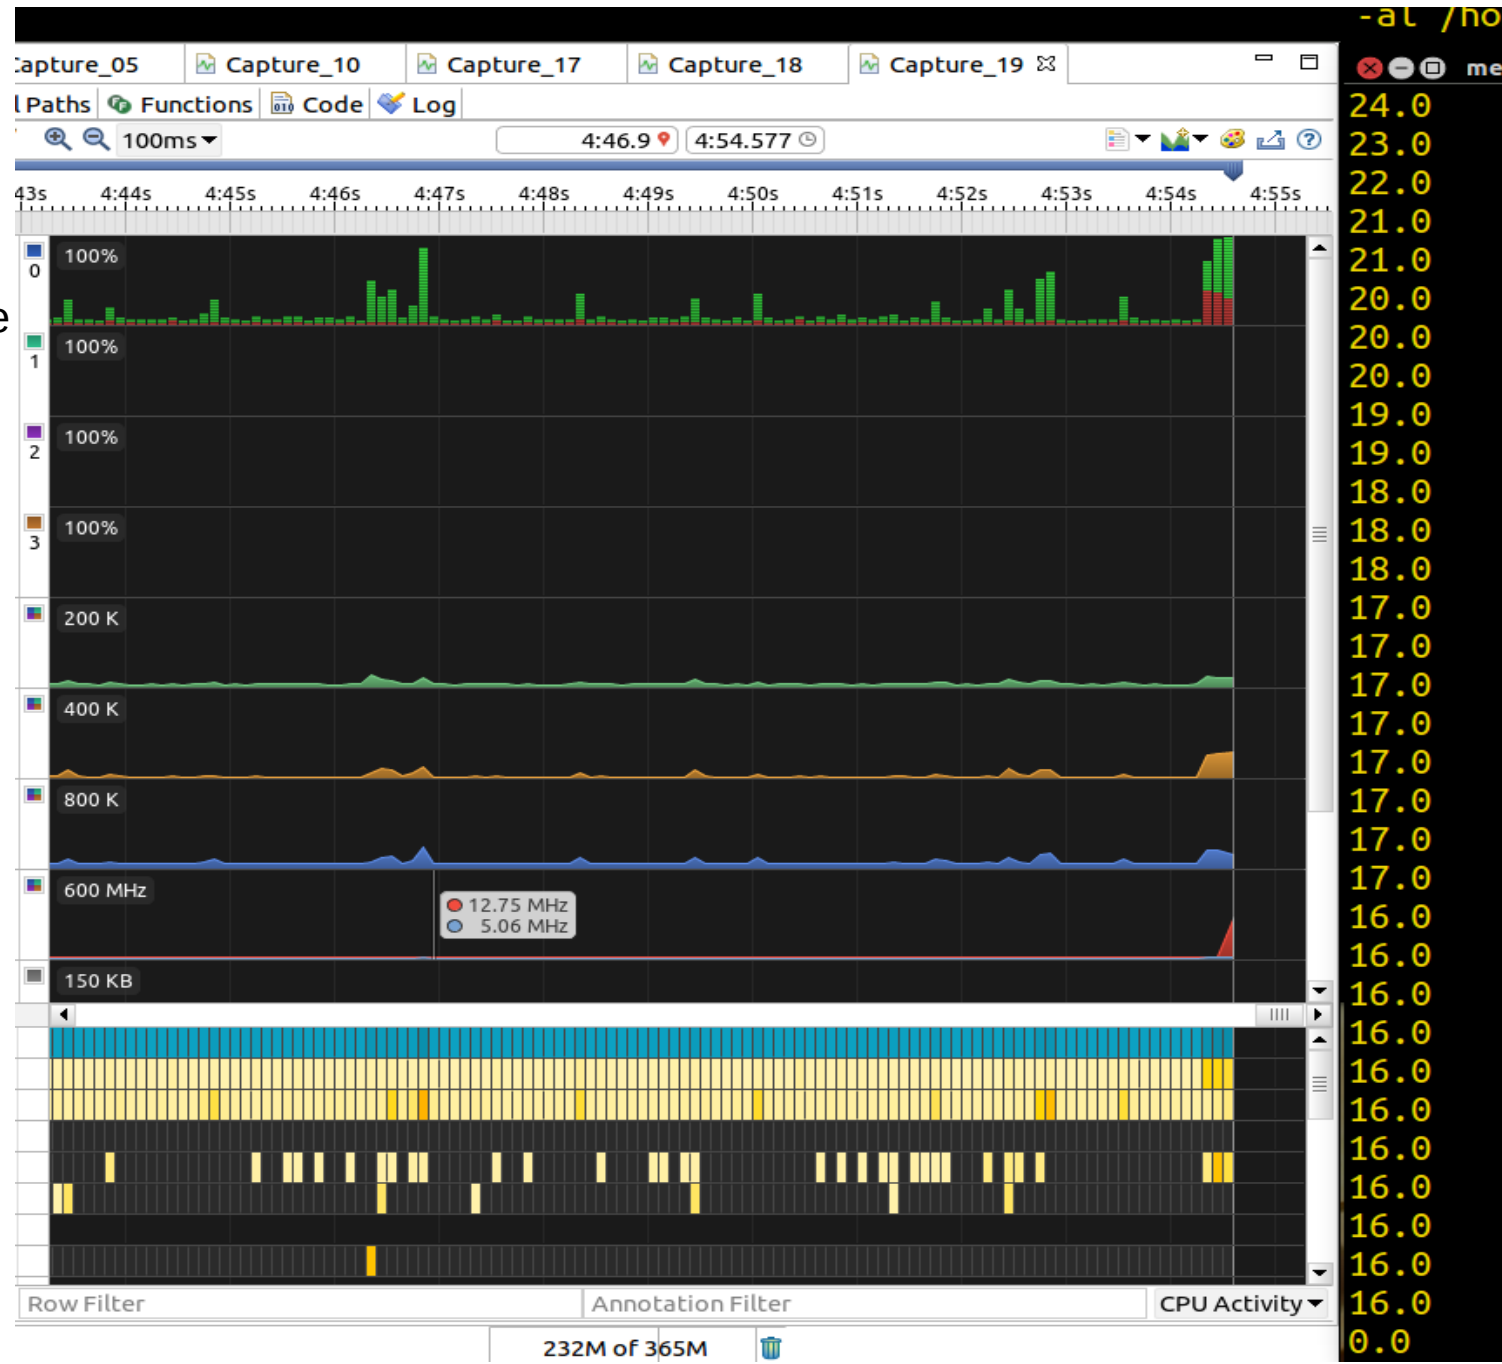 -al /ho
Capture_05 Capture_10 Capture_17 Capture_18 Capture_19
me
Paths Functions Code Log
100ms 4:46.9 4:54.577
43s 4:44s 4:45s 4:46s 4:47s 4:48s 4:49s 4:50s 4:51s 4:52s 4:53s 4:54s 4:55s
0 100%
e
1 100%
2 100%
3 100%
200 K
400 K
800 K
600 MHz
12.75 MHz
5.06 MHz
150 KB
Row Filter Annotation Filter CPU Activity
232M of 365M
24.0
23.0
22.0
21.0
21.0
20.0
20.0
20.0
19.0
19.0
18.0
18.0
18.0
17.0
17.0
17.0
17.0
17.0
17.0
17.0
17.0
16.0
16.0
16.0
16.0
16.0
16.0
16.0
16.0
16.0
16.0
16.0
0.0